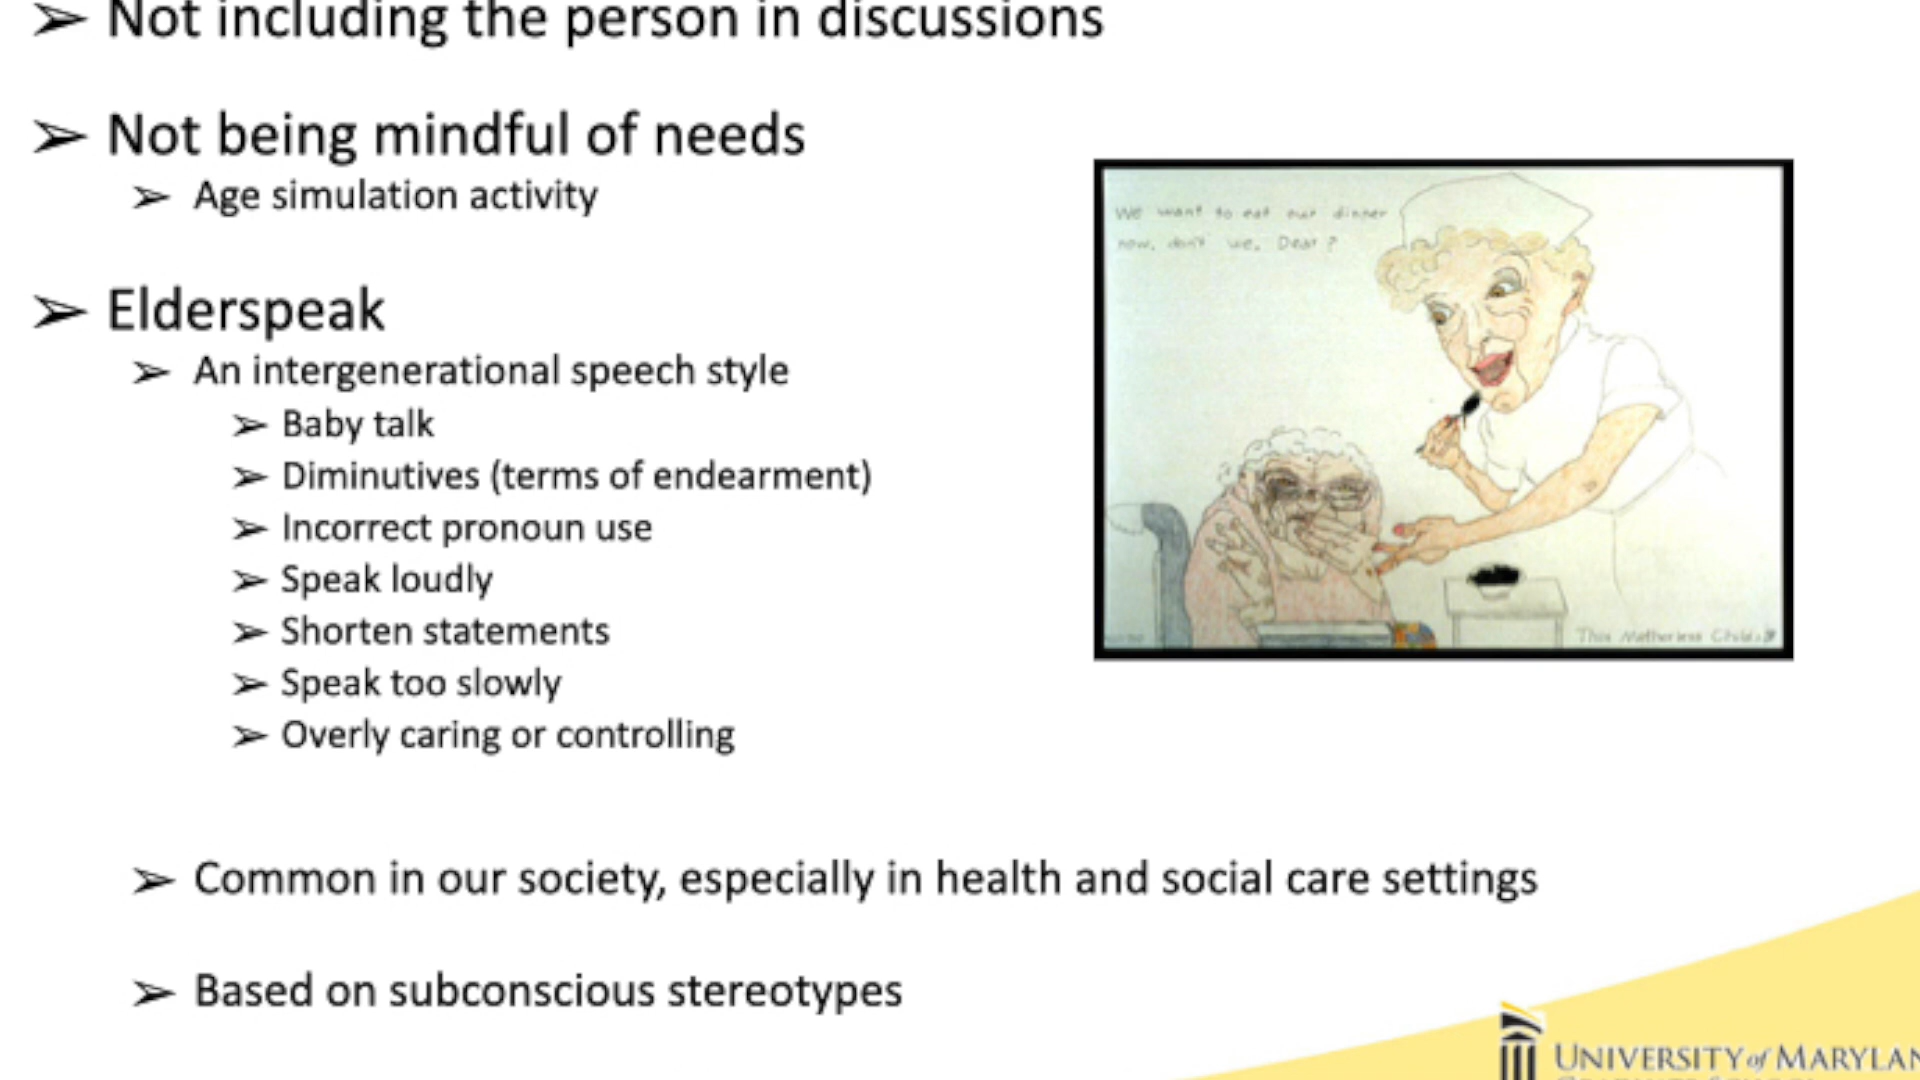 Not including the person in discussions
Not being mindful of needs
Age simulation activity
Elderspeak
An intergenerational speech style
Baby talk
Diminutives (terms of endearment)
Incorrect pronoun use
Speak loudly
Shorten statements
Speak too slowly
Overly caring or controlling
Common in our society, especially in health and social care settings
Based on subconscious stereotypes
We want to eat our dinner
now, don't we, Dear?
This Motherless Child
UNIVERSITY of MARYLAN